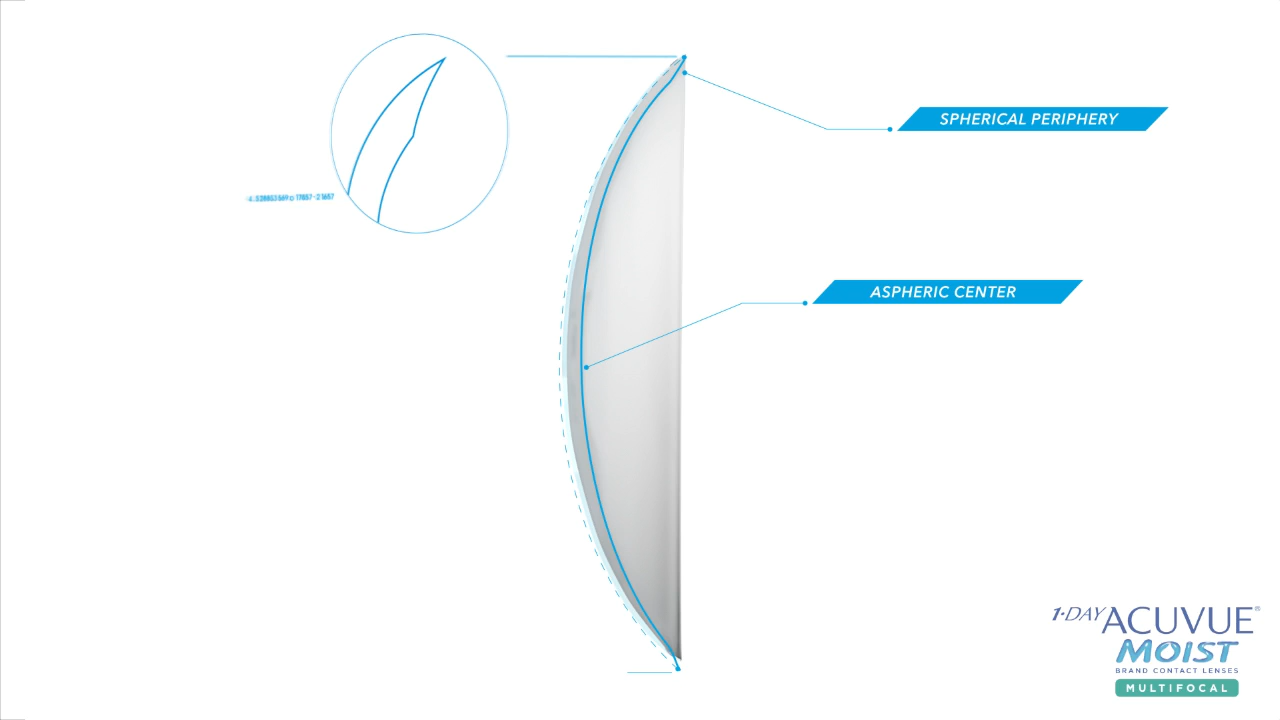 SPHERICAL PERIPHERY
ASPHERIC CENTER
1·DAY ACUVUE®
MOIST
BRAND CONTACT LENSES
MULTIFOCAL